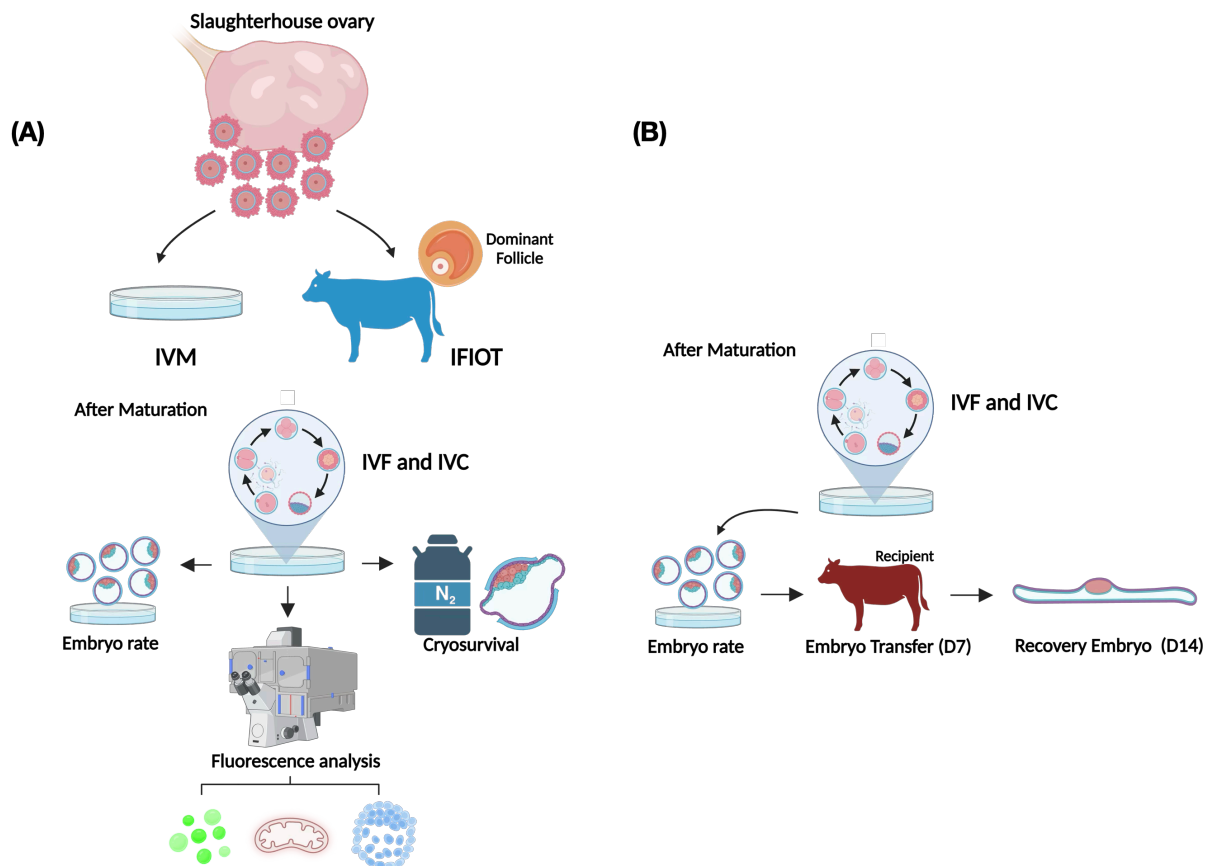 Slaughterhouse ovary
(A)
Dominant
Follicle
IVM
IFIOT
After Maturation
IVF and IVC
N2
Embryo rate
Cryosurvival
Fluorescence analysis
(B)
After Maturation
IVF and IVC
Recipient
Embryo rate
Embryo Transfer (D7)
Recovery Embryo (D14)